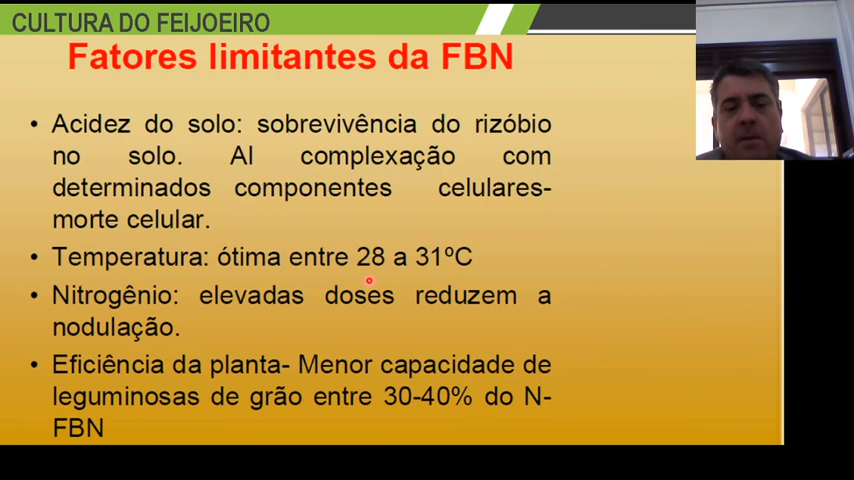 CULTURA DO FEIJOEIRO
Fatores limitantes da FBN
• Acidez do solo: sobrevivência do rizóbio
no solo. Al complexação com
determinados componentes celulares-
morte celular.
• Temperatura: ótima entre 28 a 31ºC
• Nitrogênio: elevadas doses reduzem a
nodulação.
• Eficiência da planta- Menor capacidade de
leguminosas de grão entre 30-40% do N-
FBN